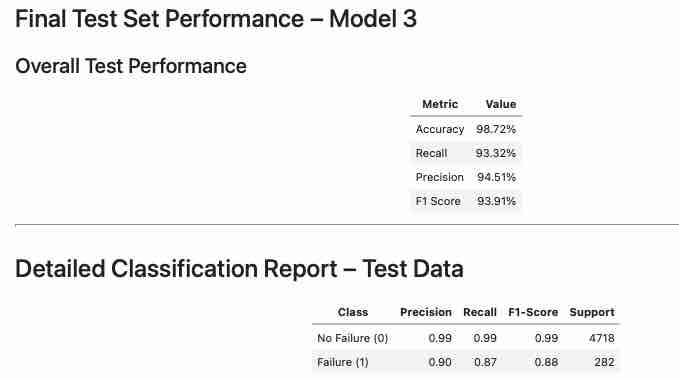 Final Test Set Performance – Model 3
Overall Test Performance
Metric Value
Accuracy 98.72%
Recall 93.32%
Precision 94.51%
F1 Score 93.91%
Detailed Classification Report – Test Data
Class Precision Recall F1-Score Support
No Failure (0) 0.99 0.99 0.99 4718
Failure (1) 0.90 0.87 0.88 282